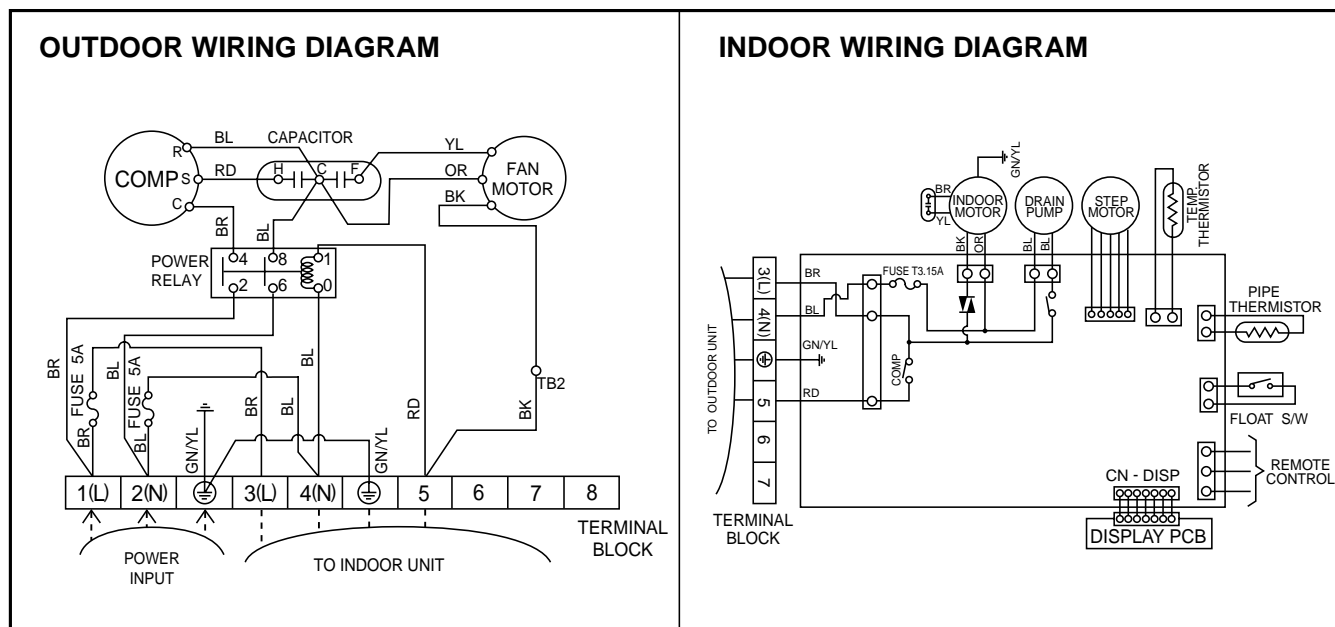 OUTDOOR WIRING DIAGRAM
BL
CAPACITOR
YL
R
COMP
S
RD
H
C
F
OR
FAN
MOTOR
C
BK
BR
BL
POWER
RELAY
4
8
1
2
6
0
BR
FUSE 5A
BL
FUSE 5A
BL
BR
BL
RD
TB2
BK
BR
BL
GN/YL
GN/YL
1(L)
2(N)
3(L)
4(N)
5
6
7
8
TERMINAL
BLOCK
POWER
INPUT
TO INDOOR UNIT
INDOOR WIRING DIAGRAM
GN/YL
BR
YL
INDOOR
MOTOR
DRAIN
PUMP
STEP
MOTOR
TEMP
THERMISTOR
BK
OR
BL
BL
3(L)
BR
FUSE T3.15A
4(N)
BL
PIPE
THERMISTOR
GN/YL
COMP
TO OUTDOOR UNIT
5
RD
FLOAT S/W
6
7
CN - DISP
REMOTE
CONTROL
TERMINAL
BLOCK
DISPLAY PCB